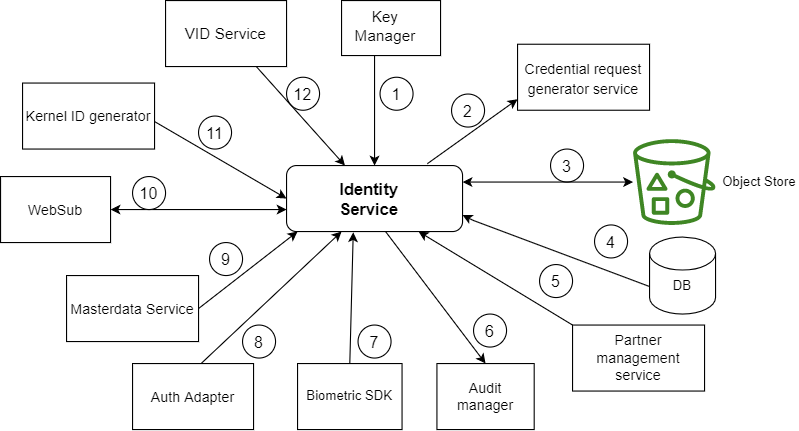 VID Service
Key
Manager
Credential request
generator service
12
1
2
Kernel ID generator
11
3
Object Store
Identity
Service
10
WebSub
4
9
5
DB
Masterdata Service
8
7
6
Partner
management
service
Auth Adapter
Biometric SDK
Audit
manager